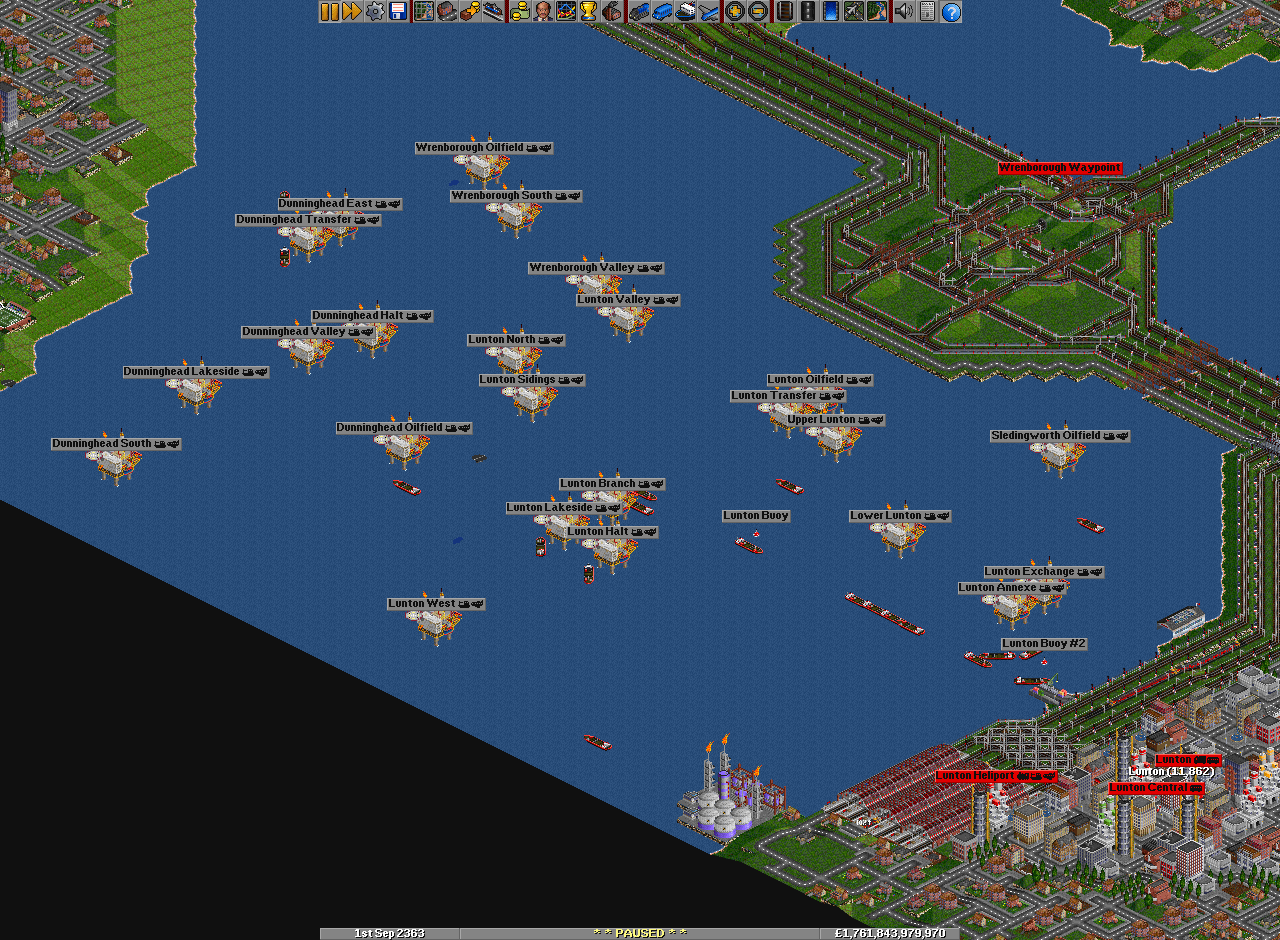 Wrenborough Oilfield
Wrenborough Waypoint
Wrenborough South
Dunninghead East
Dunninghead Transfer
Wrenborough Valley
Lunton Valley
Dunninghead Halt
Dunninghead Valley
Lunton North
Dunninghead Lakeside
Lunton Sidings
Lunton Oilfield
Lunton Transfer
Upper Lunton
Dunninghead Oilfield
Sledingworth Oilfield
Dunninghead South
Lunton Branch
Lunton Lakeside
Lunton Buoy
Lower Lunton
Lunton Halt
Lunton Exchange
Lunton Annexe
Lunton West
Lunton Buoy #2
Lunton
Lunton (11,862)
Lunton Heliport
Lunton Central
1st Sep 2363
* * PAUSED * *
£1,761,843,979,970